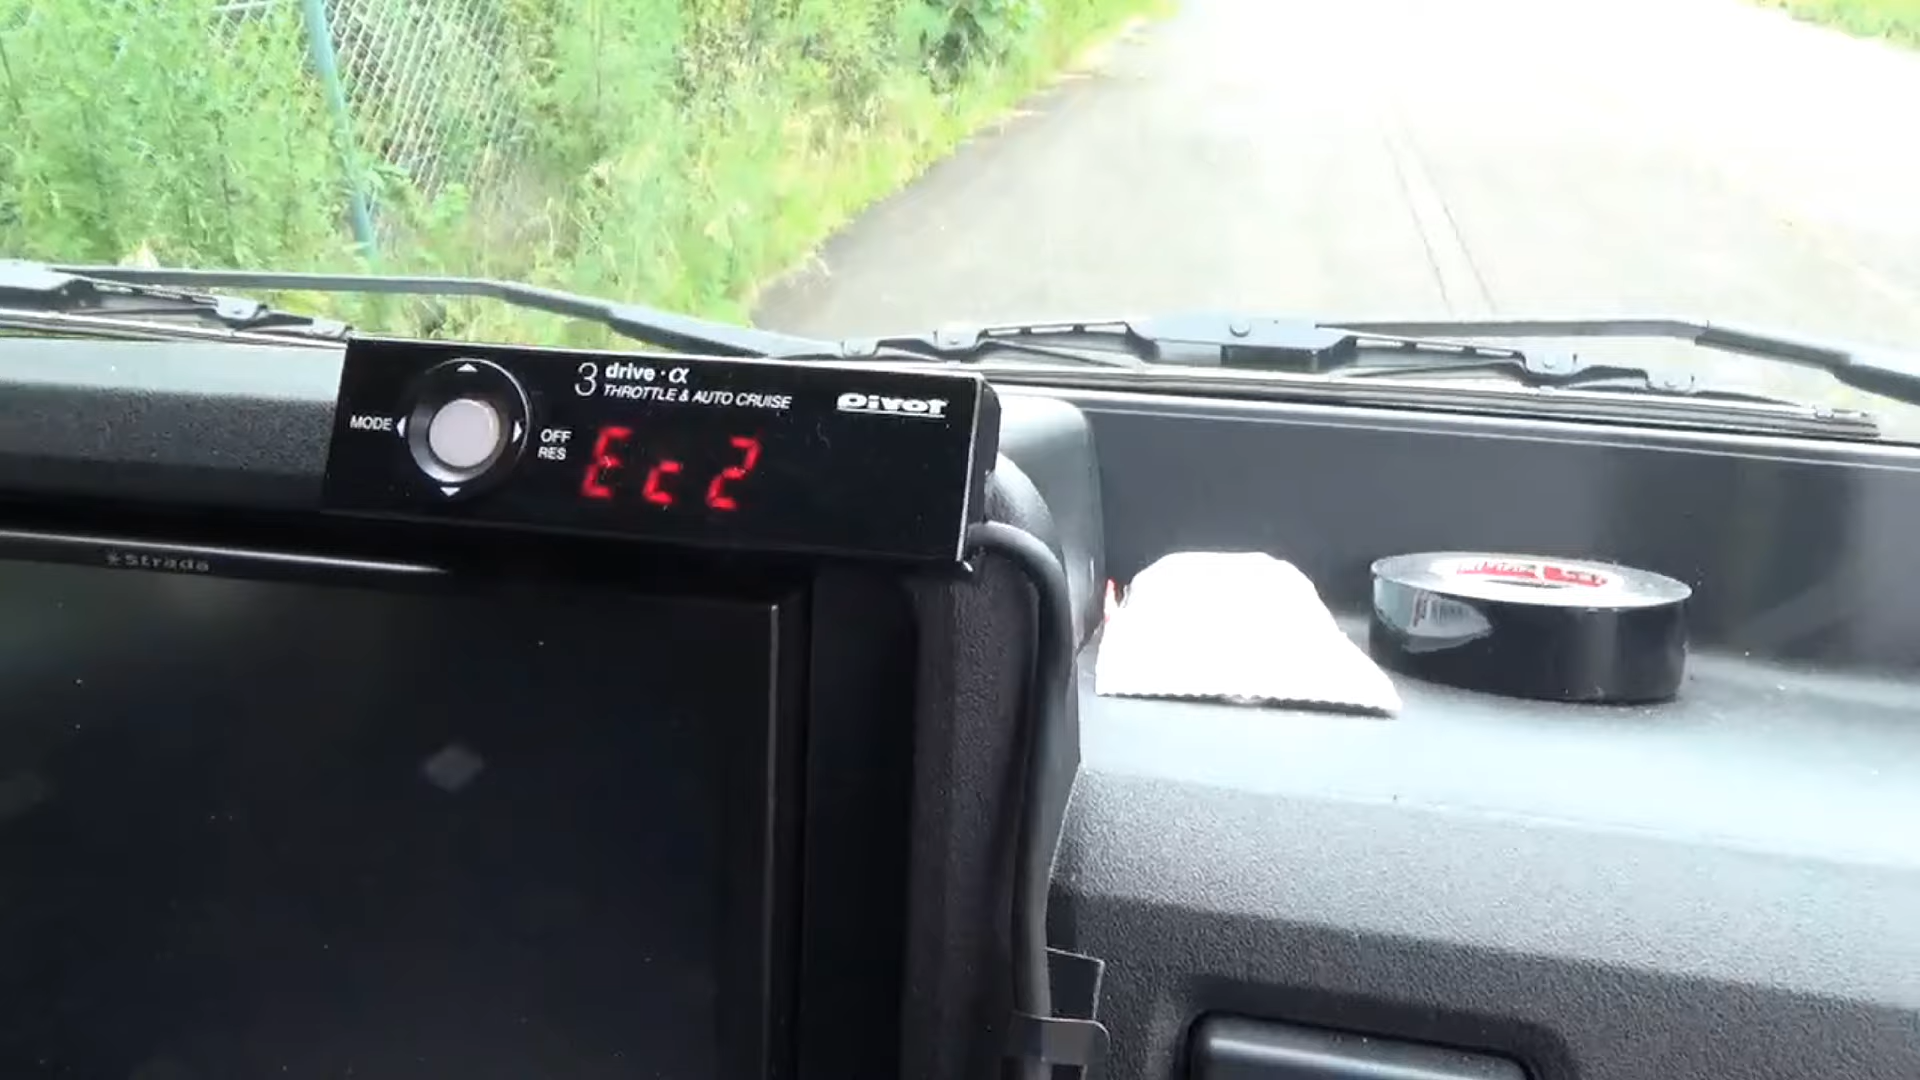 3 drive・α
THROTTLE & AUTO CRUISE
Pivot
MODE
OFF
RES
Ec2
Strada